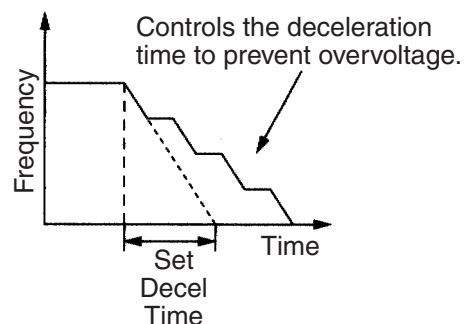 Controls the deceleration
time to prevent overvoltage.
Frequency
Time
Set
Decel
Time